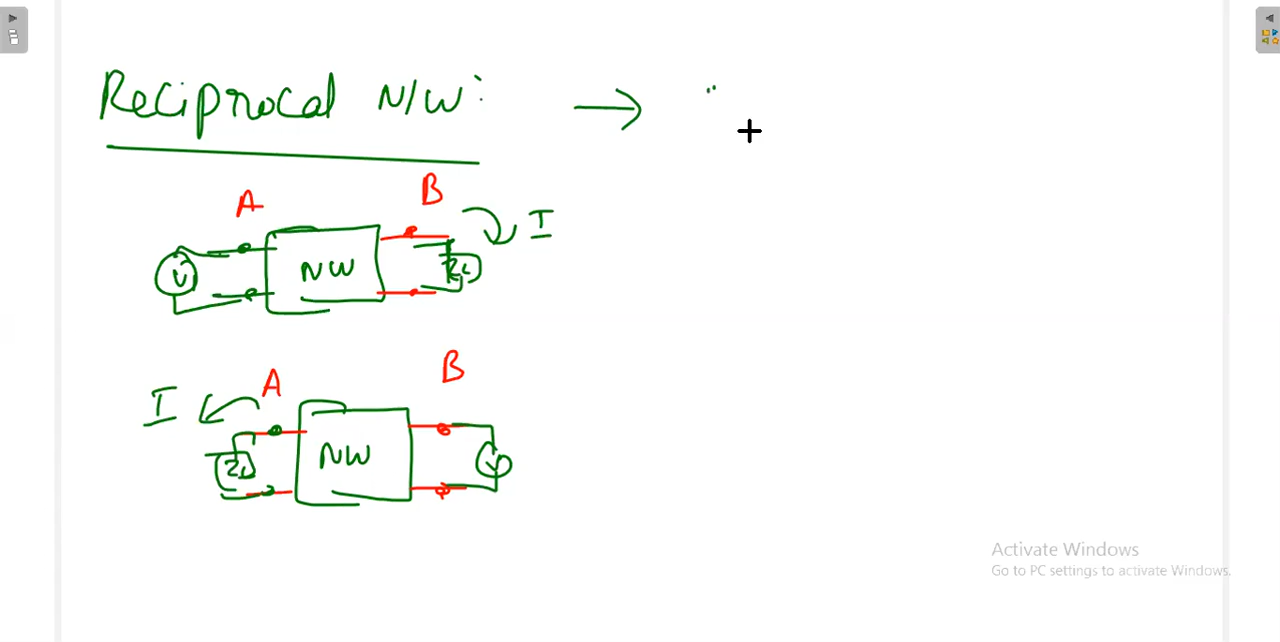 Reciprocal N/W:
A B I
V NW ZL
I A B
ZL NW V
Activate Windows
Go to PC settings to activate Windows.